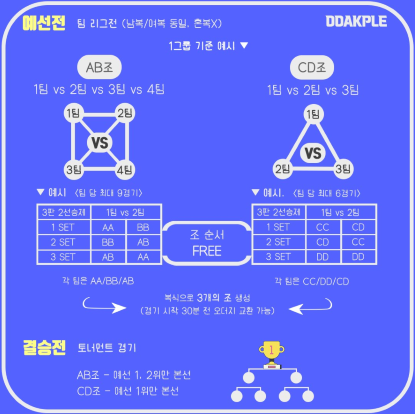 예선전 팀 리그전 (남복/여복 동일. 혼복X)
DDAKPLE
1그룹 기준 예시 ▼
AB조
CD조
1팀 vs 2팀 vs 3팀 vs 4팀
1팀 vs 2팀 vs 3팀
1팀 2팀
VS
3팀 4팀
1팀
VS
2팀 3팀
▼ 예시 (팀 당 최대 9경기)
3판 2선승제 1팀 vs 2팀
1 SET AA BB
2 SET BB AB
3 SET AB AA
조 순서
FREE
▼ 예시. (팀 당 최대 6경기)
3판 2선승제 1팀 vs 2팀
1 SET CC CD
2 SET CD CC
3 SET DD DD
각 팀은 AA/BB/AB
각 팀은 CC/DD/CD
복식으로 3개의 조 생성
(경기 시작 30분 전 오더지 교환 가능)
결승전 토너먼트 경기
1
AB조 - 예선 1. 2위만 본선
CD조 - 예선 1위만 본선